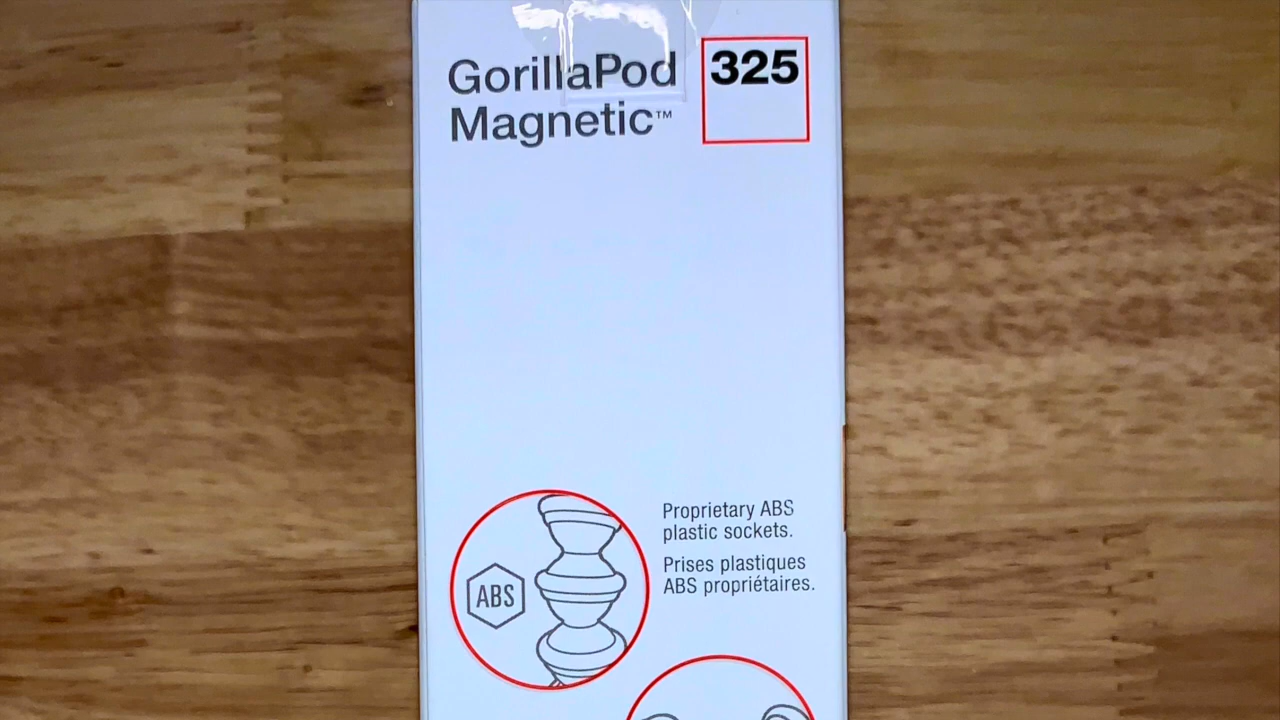 GorillaPod
Magnetic™
325
Proprietary ABS
plastic sockets.
Prises plastiques
ABS propriétaires.
ABS